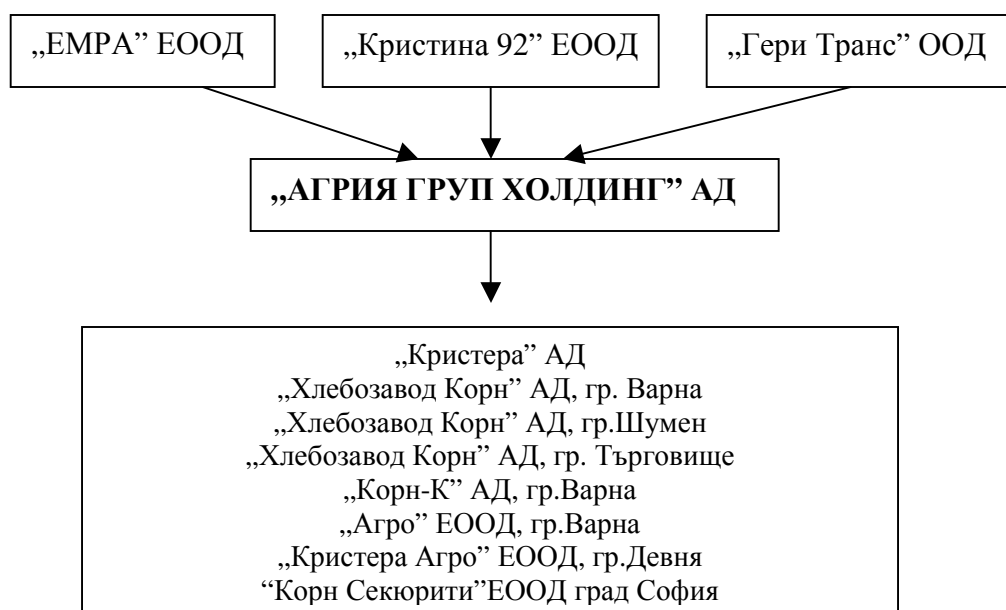 „ЕМРА” ЕООД
„Кристина 92” ЕООД
„Гери Транс” ООД
„АГРИЯ ГРУП ХОЛДИНГ” АД
„Кристера” АД
„Хлебозавод Корн” АД, гр. Варна
„Хлебозавод Корн” АД, гр.Шумен
„Хлебозавод Корн” АД, гр. Търговище
„Корн-К” АД, гр.Варна
„Агро” ЕООД, гр.Варна
„Кристера Агро” ЕООД, гр.Девня
“Корн Секюрити”ЕООД град София